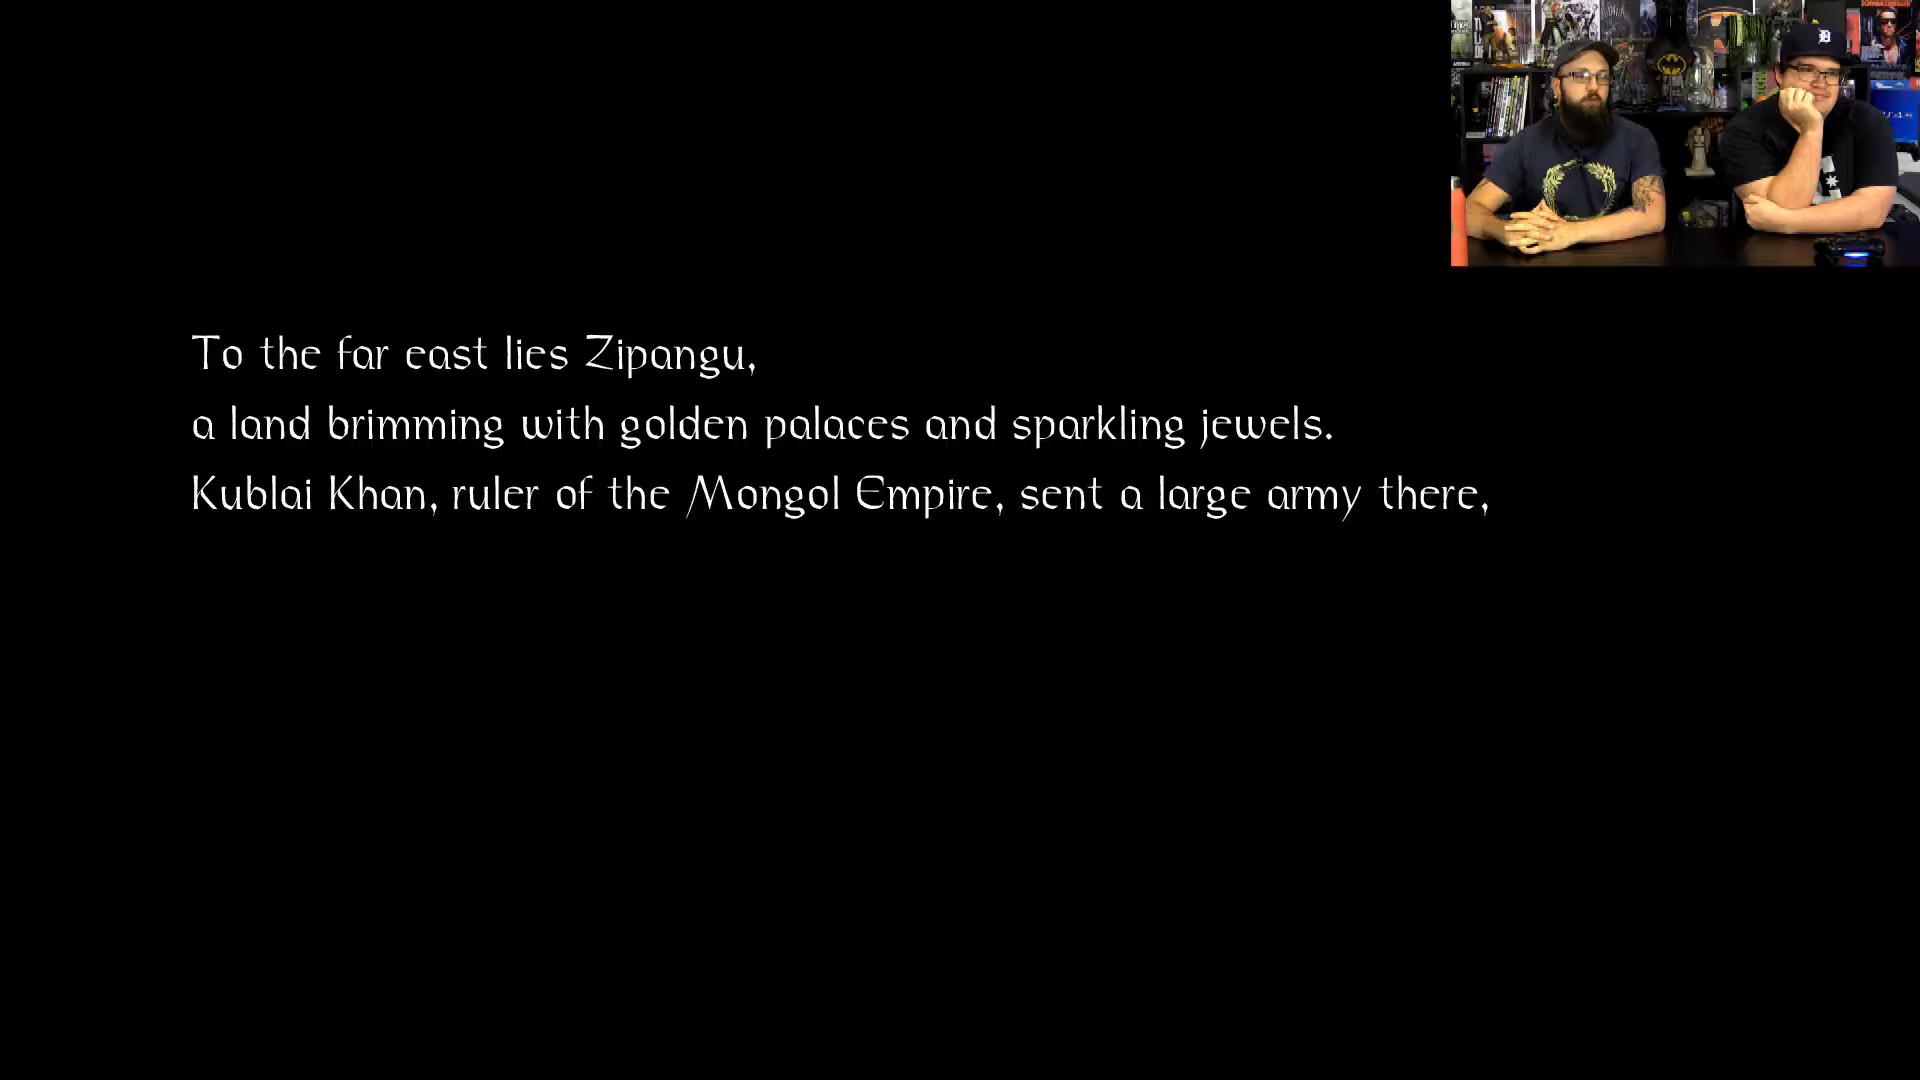 To the far east lies Zipangu,
a land brimming with golden palaces and sparkling jewels.
Kublai Khan, ruler of the Mongol Empire, sent a large army there,